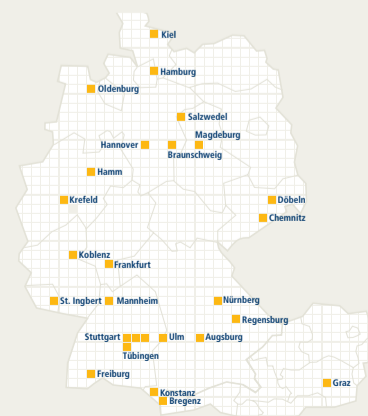 Kiel
Hamburg
Oldenburg
Salzwedel
Magdeburg
Hannover
Braunschweig
Hamm
Krefeld
Döbeln
Chemnitz
Koblenz
Frankfurt
St. Ingbert
Mannheim
Nürnberg
Regensburg
Stuttgart
Ulm
Augsburg
Tübingen
Freiburg
Graz
Konstanz
Bregenz